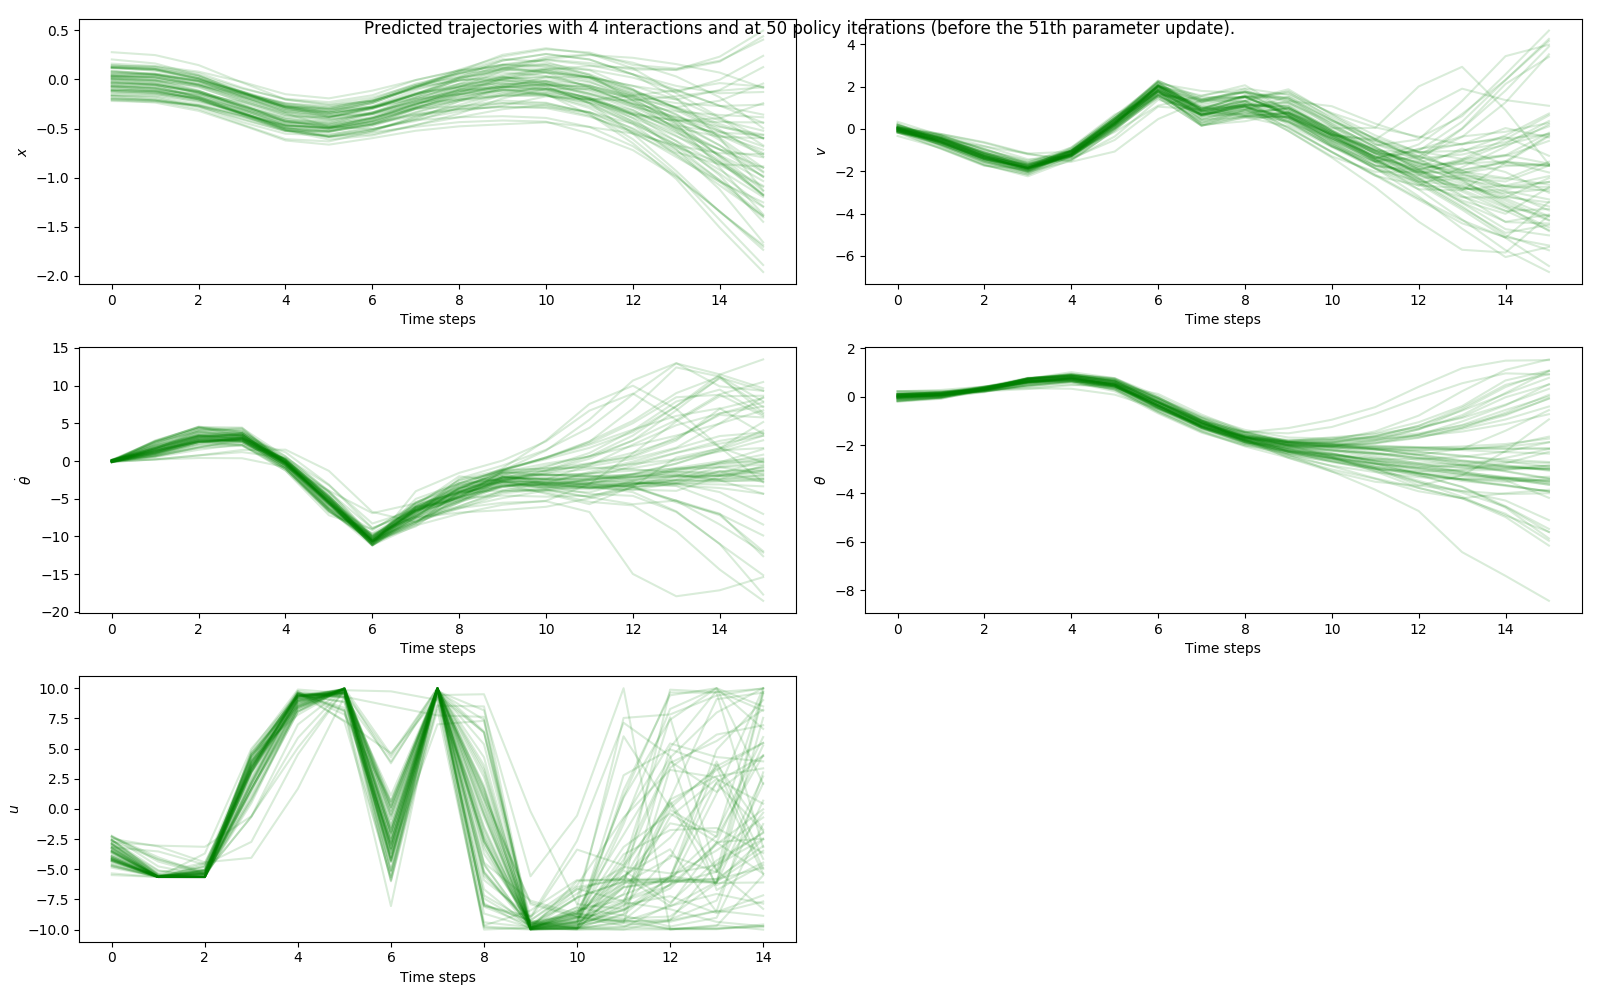 Predicted trajectories with 4 interactions and at 50 policy iterations (before the 51th parameter update).
0.5
0.0
−0.5
−1.0
−1.5
−2.0
x
0 2 4 6 8 10 12 14
Time steps
4
2
0
−2
−4
−6
v
0 2 4 6 8 10 12 14
Time steps
15
10
5
0
−5
−10
−15
−20
θ̇
0 2 4 6 8 10 12 14
Time steps
2
0
−2
−4
−6
−8
θ
0 2 4 6 8 10 12 14
Time steps
10.0
7.5
5.0
2.5
0.0
−2.5
−5.0
−7.5
−10.0
u
0 2 4 6 8 10 12 14
Time steps